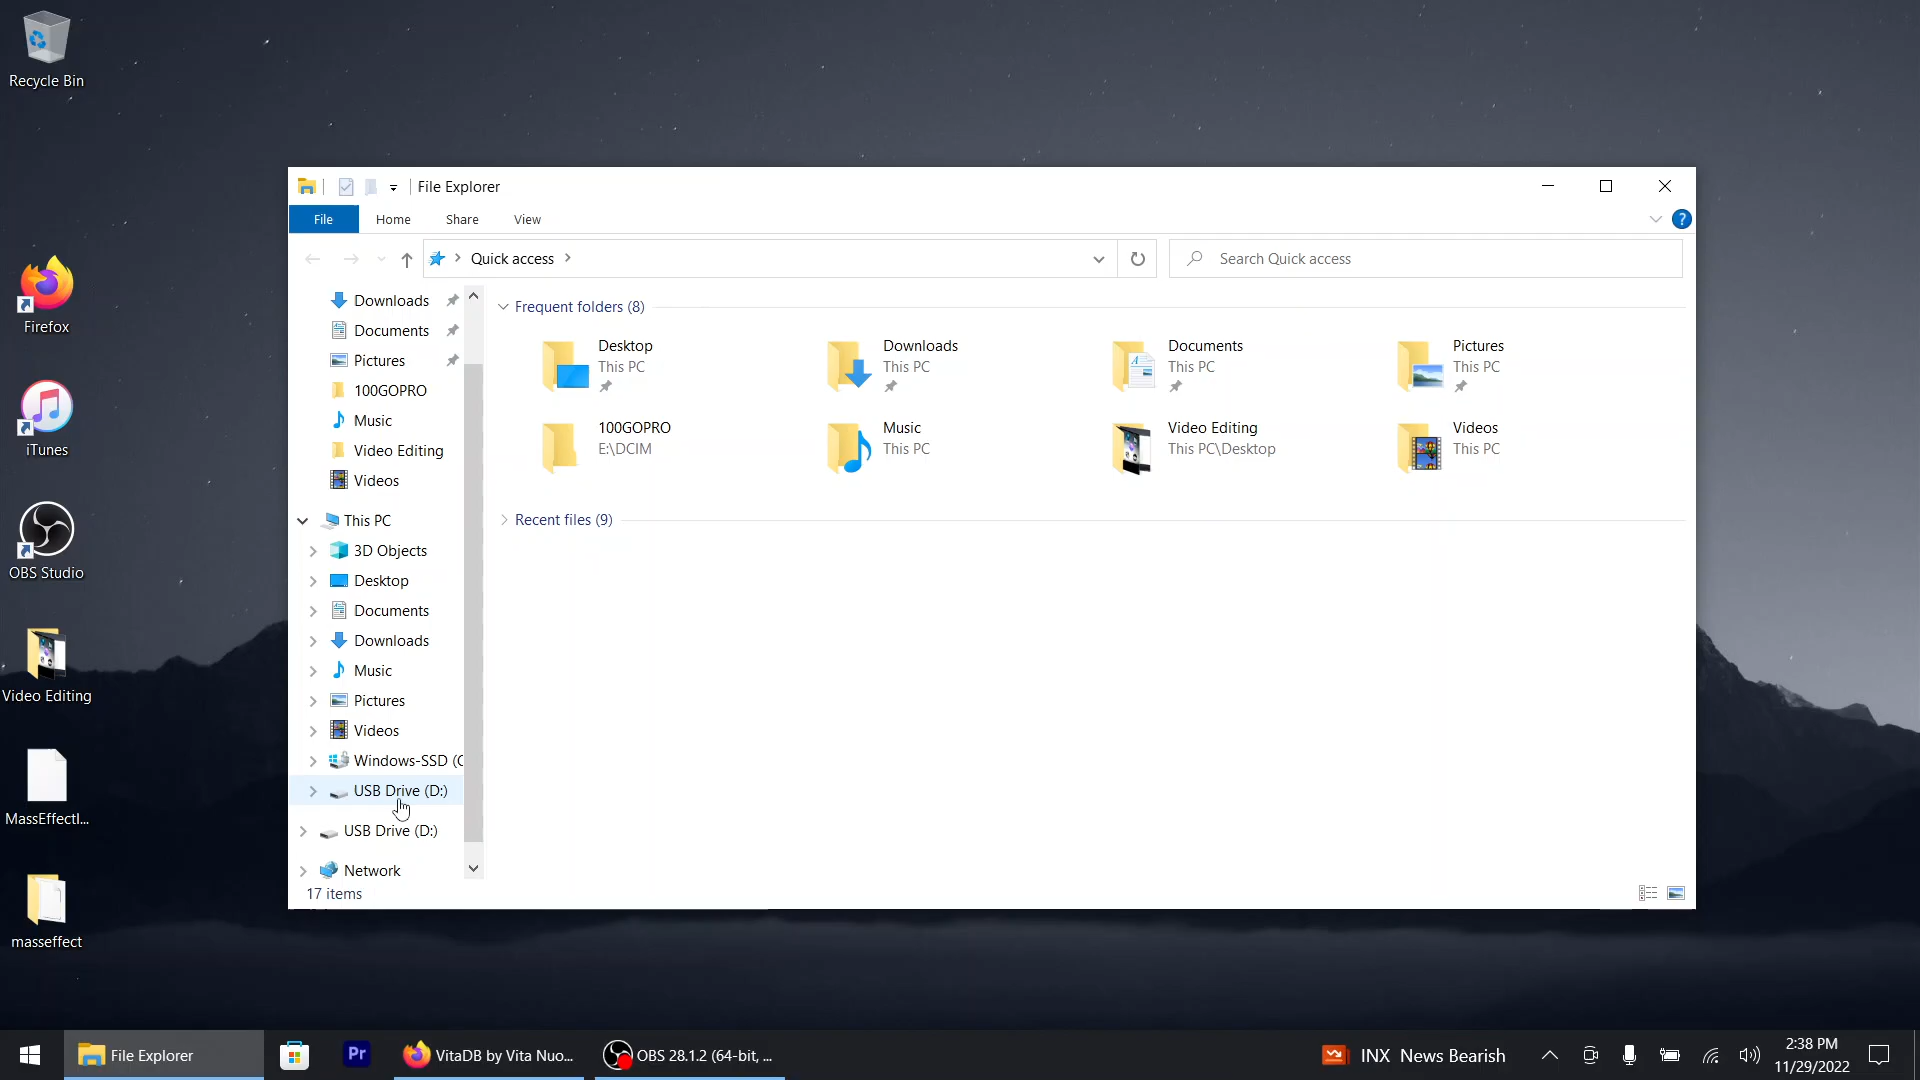 Recycle Bin
Firefox
iTunes
OBS Studio
Video Editing
MassEffectI...
masseffect
File Explorer
File
Home
Share
View
?
Quick access
Search Quick access
Downloads
Documents
Pictures
100GOPRO
Music
Video Editing
Videos
This PC
3D Objects
Desktop
Documents
Downloads
Music
Pictures
Videos
Windows-SSD (C
USB Drive (D:)
USB Drive (D:)
Network
17 items
Frequent folders (8)
Desktop
This PC
Downloads
This PC
Documents
This PC
Pictures
This PC
100GOPRO
E:\DCIM
Music
This PC
Video Editing
This PC\Desktop
Videos
This PC
Recent files (9)
File Explorer
Pr
VitaDB by Vita Nuo...
OBS 28.1.2 (64-bit, ...
INX News Bearish
2:38 PM
11/29/2022